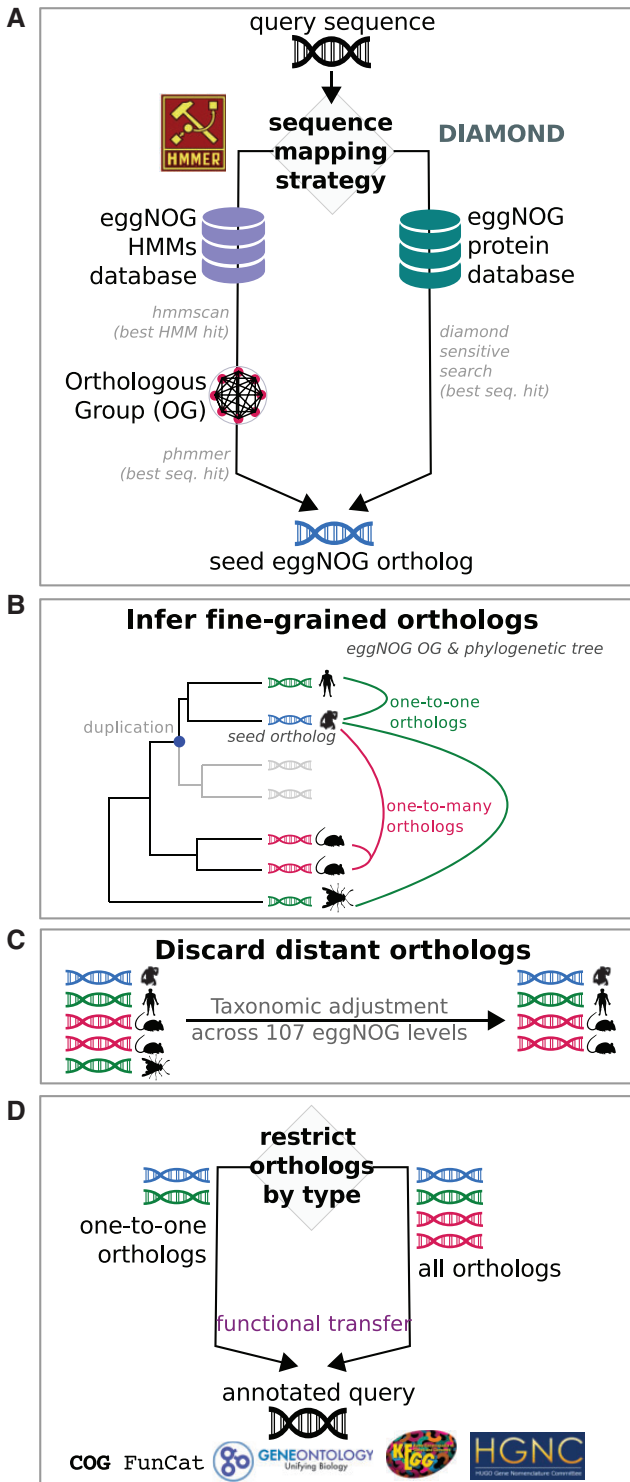 A
query sequence
HMMER
sequence
mapping
strategy
DIAMOND
eggNOG
HMMs
database
eggNOG
protein
database
hmmscan
(best HMM hit)
diamond
sensitive
search
(best seq. hit)
Orthologous
Group (OG)
phmmer
(best seq. hit)
seed eggNOG ortholog
B
Infer fine-grained orthologs
eggNOG OG & phylogenetic tree
duplication
seed ortholog
one-to-one
orthologs
one-to-many
orthologs
C
Discard distant orthologs
Taxonomic adjustment
across 107 eggNOG levels
D
restrict
orthologs
by type
one-to-one
orthologs
all orthologs
functional transfer
annotated query
COG FunCat
GENEONTOLOGY
Unifying Biology
KEGG
HGNC
HUGO Gene Nomenclature Committee